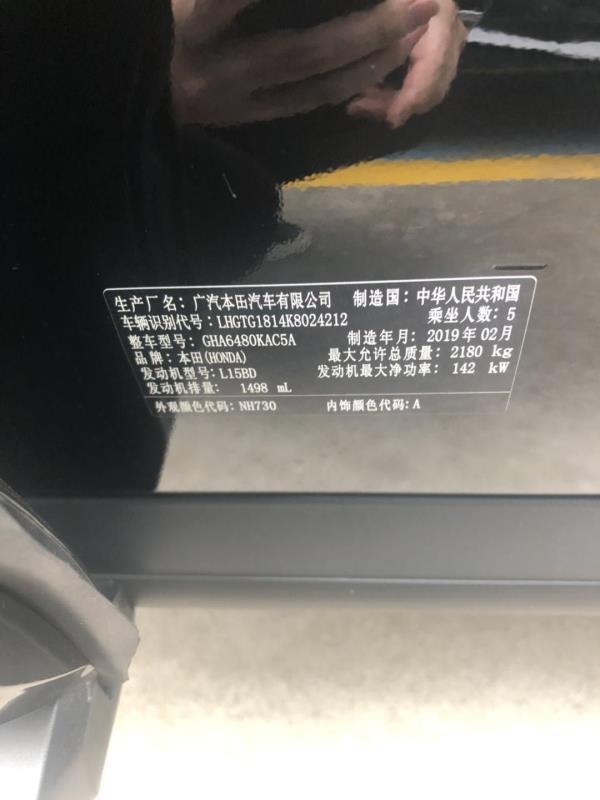 生产厂名：广汽本田汽车有限公司 制造国：中华人民共和国
车辆识别代号：LHGTG1814K8024212 乘坐人数：5
整车型号：GHA6480KAC5A 制造年月：2019年02月
品牌：本田(HONDA) 最大允许总质量：2180 kg
发动机型号：L15BD 发动机最大净功率：142 kW
发动机排量： 1498 mL
外观颜色代码：NH730 内饰颜色代码：A